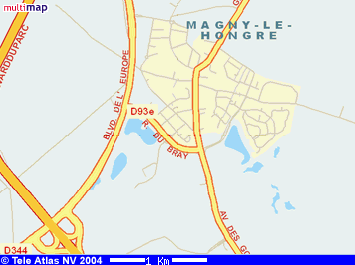 multimap
MAGNY-LE-
HONGRE
BLVD DE L' EUROPE
D93e
R. DU BRAY
AV DES
D344
© Tele Atlas NV 2004
1 Km